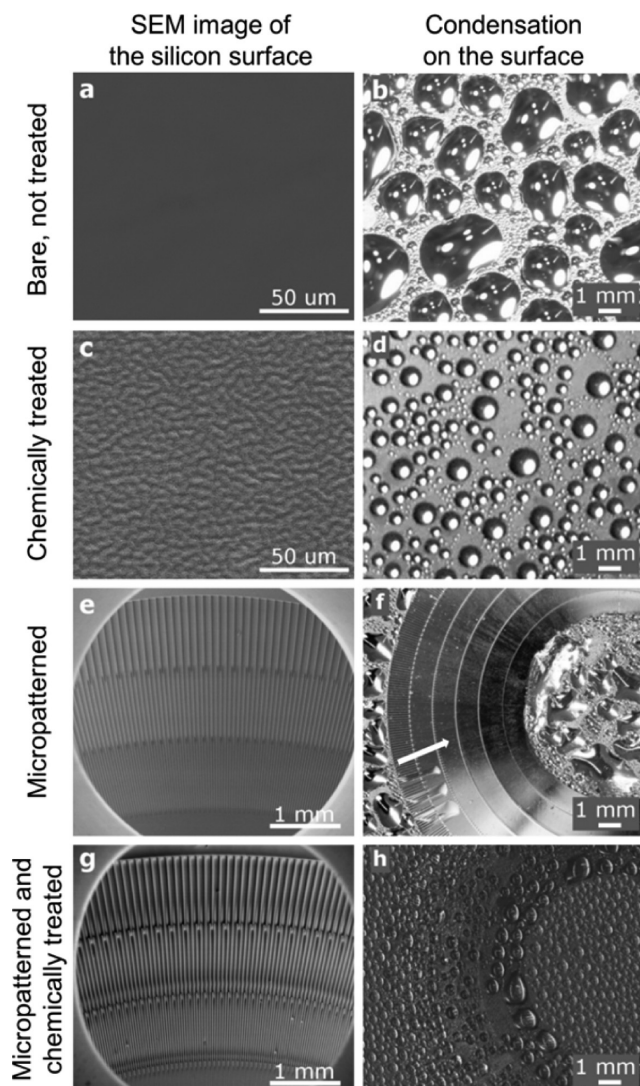 SEM image of
the silicon surface
Condensation
on the surface
Bare, not treated
a
50 um
b
1 mm
Chemically treated
c
50 um
d
1 mm
Micropatterned
e
1 mm
f
1 mm
Micropatterned and
chemically treated
g
1 mm
h
1 mm